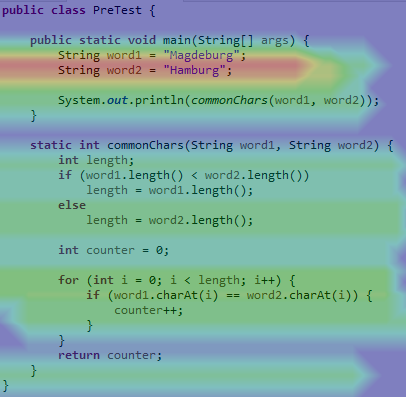 public class PreTest {
public static void main(String[] args) {
String word1 = "Magdeburg";
String word2 = "Hamburg";
System.out.println(commonChars(word1, word2));
}
static int commonChars(String word1, String word2) {
int length;
if (word1.length() < word2.length())
length = word1.length();
else
length = word2.length();
int counter = 0;
for (int i = 0; i < length; i++) {
if (word1.charAt(i) == word2.charAt(i)) {
counter++;
}
}
return counter;
}
}